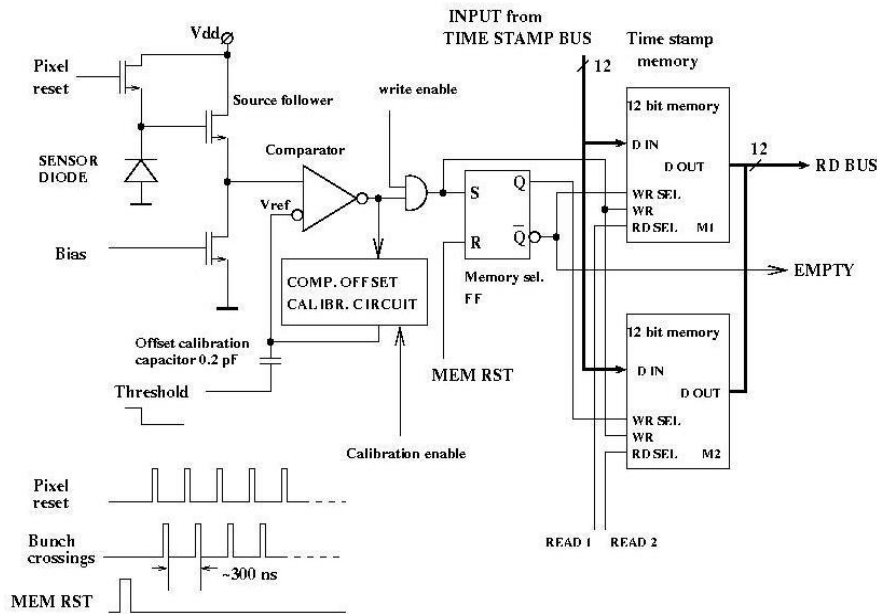 INPUT from
TIME STAMP BUS
Vdd
Time stamp
memory
Pixel
reset
12
Source follower
write enable
12 bit memory
Comparator
D IN
12
SENSOR
DIODE
D OUT
RD BUS
S
Q
WR SEL
Vref
WR
R
Q
RD SEL
M1
Bias
EMPTY
COMP. OFFSET
CALIBR. CIRCUIT
Memory sel.
FF
12 bit memory
Offset calibration
capacitor 0.2 pF
MEM RST
D IN
Threshold
D OUT
WR SEL
WR
Calibration enable
RD SEL
M2
Pixel
reset
Bunch
crossings
READ 1
READ 2
~300 ns
MEM RST